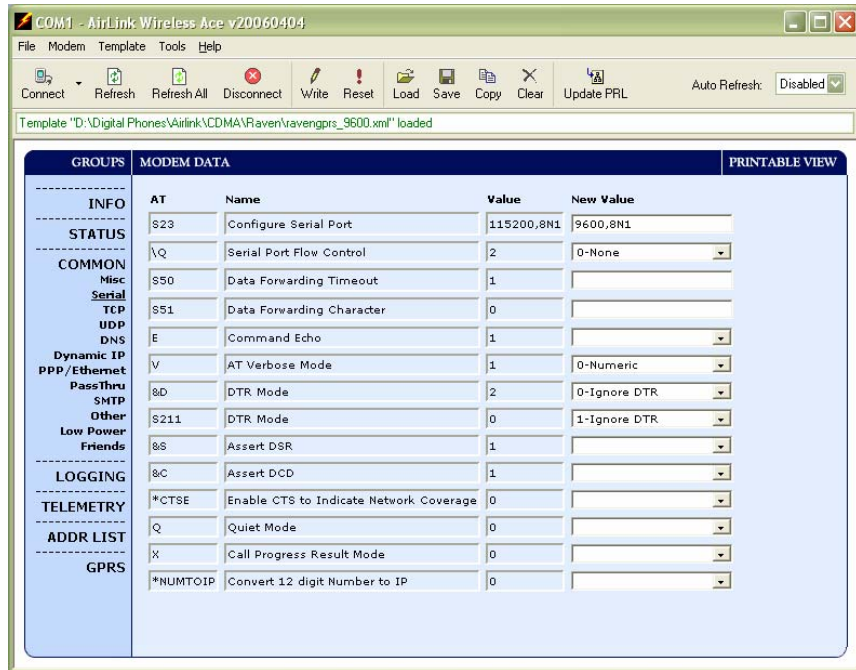 COM1 - AirLink Wireless Ace v20060404
File Modem Template Tools Help
Connect Refresh Refresh All Disconnect Write Reset Load Save Copy Clear Update PRL Auto Refresh: Disabled
Template "D:\Digital Phones\Airlink\CDMA\Raven\ravengprs_9600.xml" loaded
GROUPS MODEM DATA PRINTABLE VIEW
INFO
STATUS
COMMON
Misc
Serial
TCP
UDP
DNS
Dynamic IP
PPP/Ethernet
PassThru
SMTP
Other
Low Power
Friends
LOGGING
TELEMETRY
ADDR LIST
GPRS
AT Name Value New Value
S23 Configure Serial Port 115200,8N1 9600,8N1
\Q Serial Port Flow Control 2 0-None
S50 Data Forwarding Timeout 1
S51 Data Forwarding Character 0
E Command Echo 1
V AT Verbose Mode 1 0-Numeric
&D DTR Mode 2 0-Ignore DTR
S211 DTR Mode 0 1-Ignore DTR
&S Assert DSR 1
&C Assert DCD 1
*CTSE Enable CTS to Indicate Network Coverage 0
Q Quiet Mode 0
X Call Progress Result Mode 0
*NUMTOIP Convert 12 digit Number to IP 0